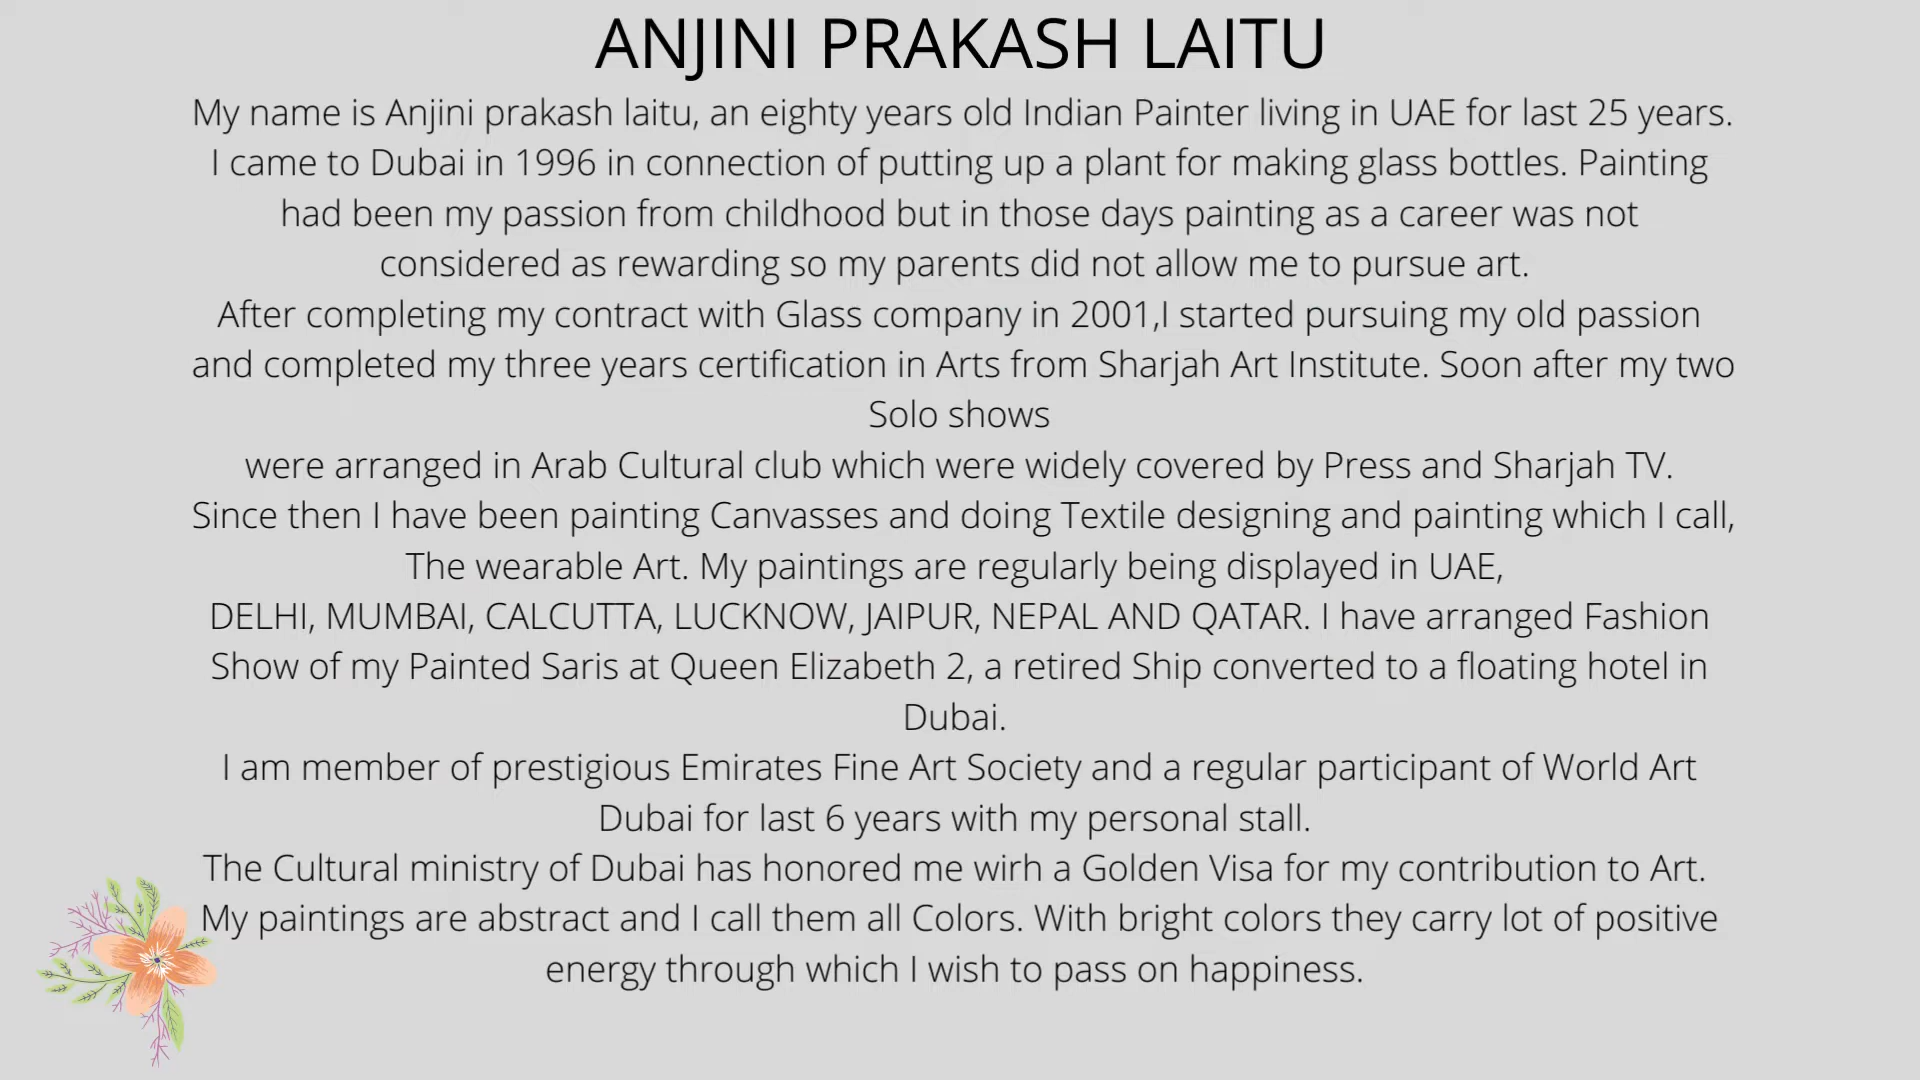 ANJINI PRAKASH LAITU
My name is Anjini prakash laitu, an eighty years old Indian Painter living in UAE for last 25 years.
I came to Dubai in 1996 in connection of putting up a plant for making glass bottles. Painting
had been my passion from childhood but in those days painting as a career was not
considered as rewarding so my parents did not allow me to pursue art.
After completing my contract with Glass company in 2001,I started pursuing my old passion
and completed my three years certification in Arts from Sharjah Art Institute. Soon after my two
Solo shows
were arranged in Arab Cultural club which were widely covered by Press and Sharjah TV.
Since then I have been painting Canvasses and doing Textile designing and painting which I call,
The wearable Art. My paintings are regularly being displayed in UAE,
DELHI, MUMBAI, CALCUTTA, LUCKNOW, JAIPUR, NEPAL AND QATAR. I have arranged Fashion
Show of my Painted Saris at Queen Elizabeth 2, a retired Ship converted to a floating hotel in
Dubai.
I am member of prestigious Emirates Fine Art Society and a regular participant of World Art
Dubai for last 6 years with my personal stall.
The Cultural ministry of Dubai has honored me wirh a Golden Visa for my contribution to Art.
My paintings are abstract and I call them all Colors. With bright colors they carry lot of positive
energy through which I wish to pass on happiness.